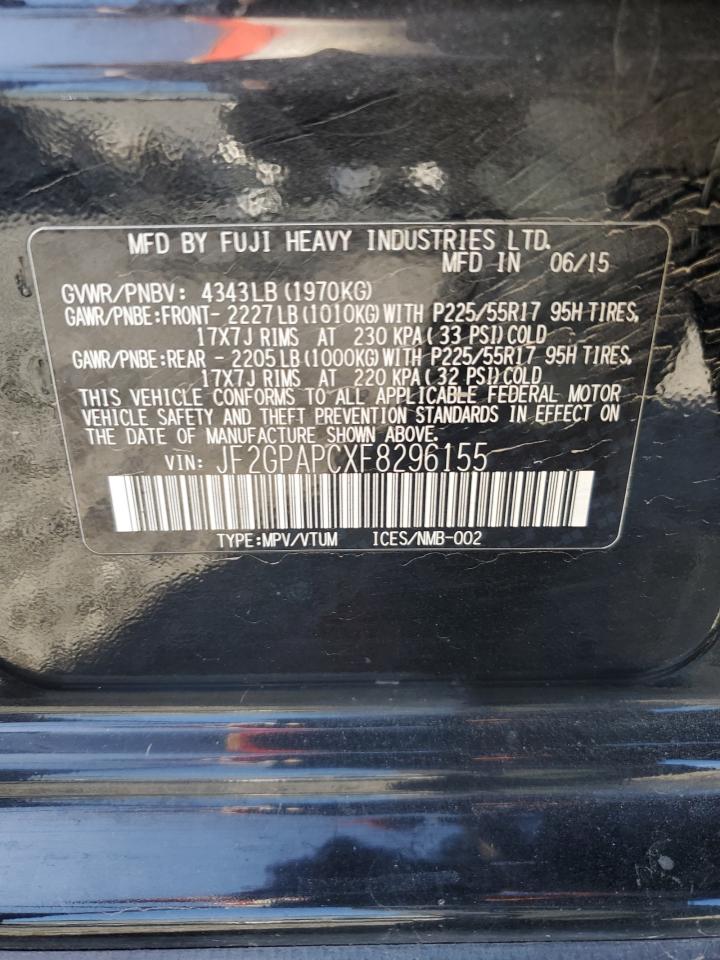 MFD BY FUJI HEAVY INDUSTRIES LTD.
MFD IN 06/15
GVWR/PNBV: 4343LB(1970KG)
GAWR/PNBE:FRONT- 2227LB(1010KG)WITH P225/55R17 95H TIRES,
17X7J RIMS AT 230 KPA(33 PSI)COLD
GAWR/PNBE:REAR - 2205LB(1000KG)WITH P225/55R17 95H TIRES,
17X7J RIMS AT 220 KPA(32 PSI)COLD
THIS VEHICLE CONFORMS TO ALL APPLICABLE FEDERAL MOTOR
VEHICLE SAFETY AND THEFT PREVENTION STANDARDS IN EFFECT ON
THE DATE OF MANUFACTURE SHOWN ABOVE.
VIN: JF2GPAPCXF8296155
TYPE:MPV/VTUM ICES/NMB-002